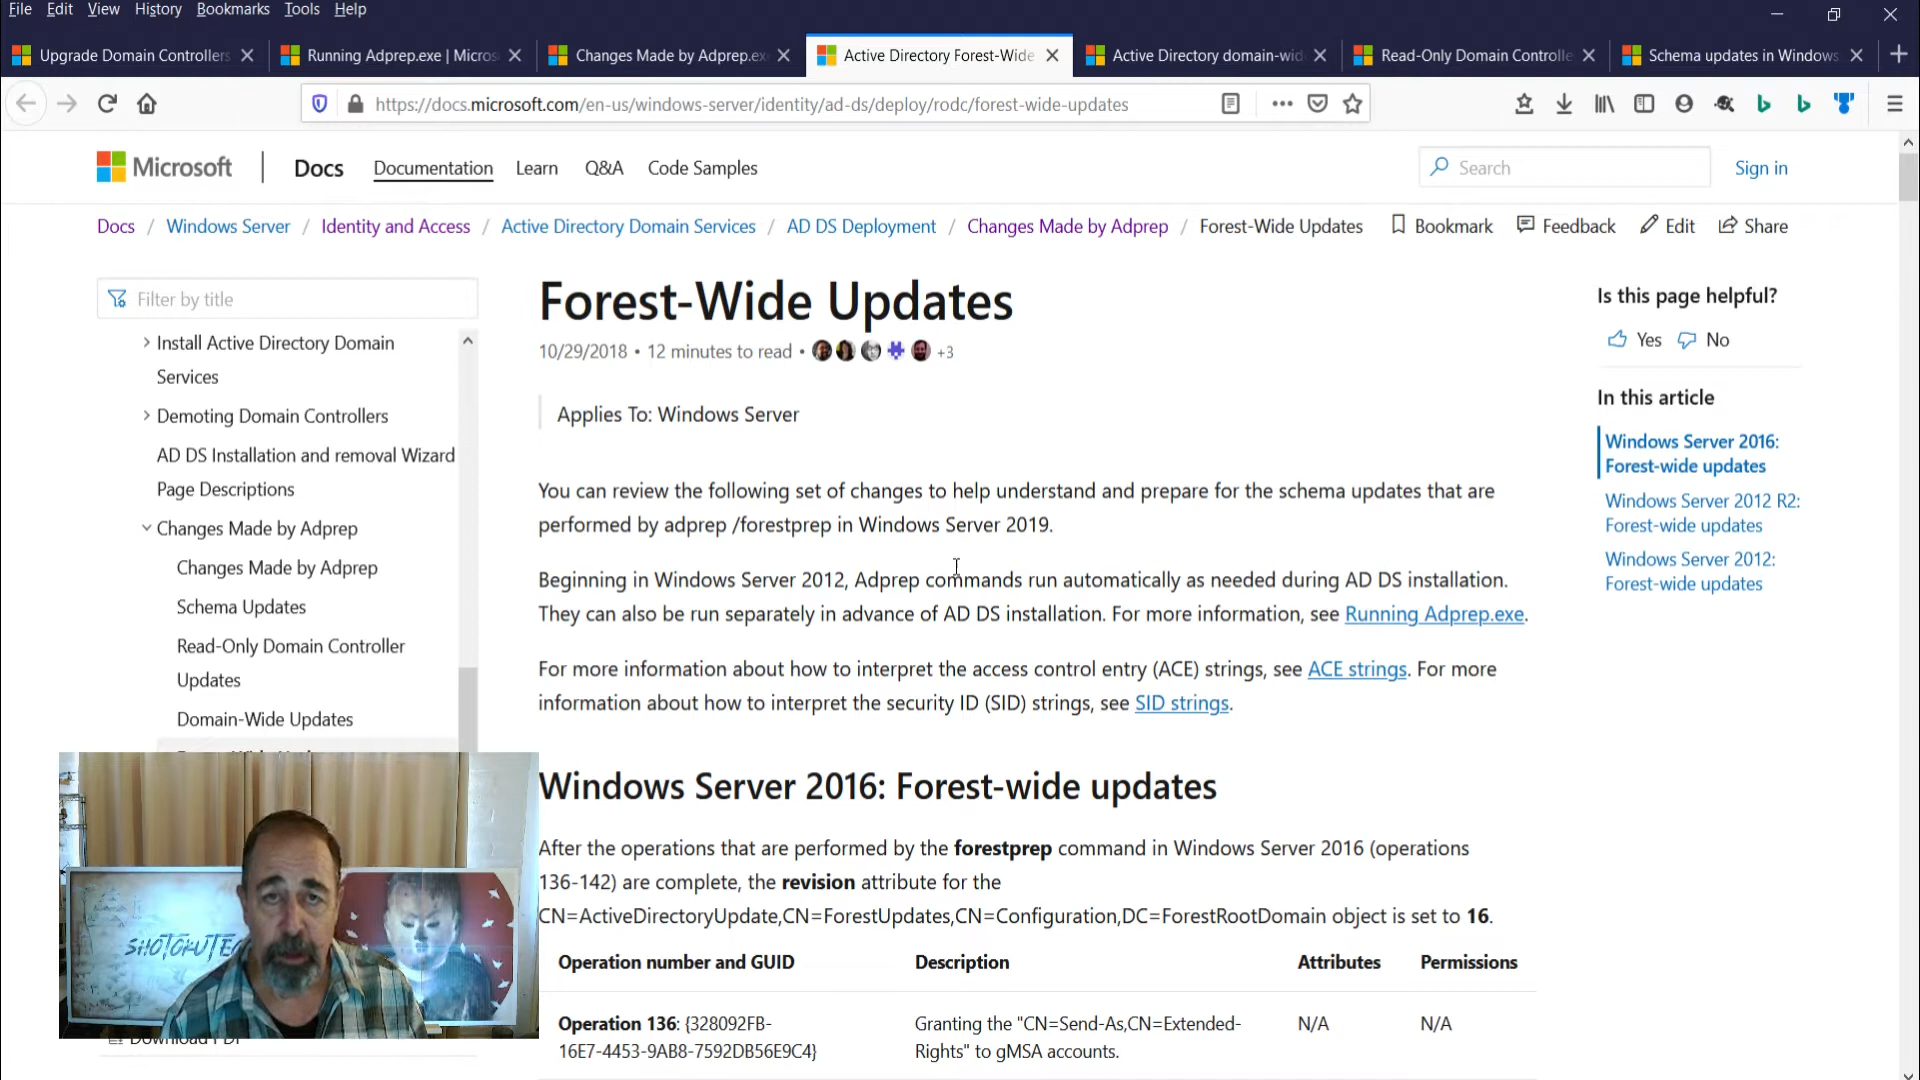 File Edit View History Bookmarks Tools Help
Upgrade Domain Controllers
Running Adprep.exe | Micros
Changes Made by Adprep.ex
Active Directory Forest-Wide
Active Directory domain-wid
Read-Only Domain Controlle
Schema updates in Windows
https://docs.microsoft.com/en-us/windows-server/identity/ad-ds/deploy/rodc/forest-wide-updates
Microsoft Docs Documentation Learn Q&A Code Samples
Search
Sign in
Docs / Windows Server / Identity and Access / Active Directory Domain Services / AD DS Deployment / Changes Made by Adprep / Forest-Wide Updates
Bookmark Feedback Edit Share
Filter by title
Install Active Directory Domain
Services
Demoting Domain Controllers
AD DS Installation and removal Wizard
Page Descriptions
Changes Made by Adprep
Changes Made by Adprep
Schema Updates
Read-Only Domain Controller
Updates
Domain-Wide Updates
Forest-Wide Updates
10/29/2018 • 12 minutes to read • +3
Applies To: Windows Server
You can review the following set of changes to help understand and prepare for the schema updates that are
performed by adprep /forestprep in Windows Server 2019.
Beginning in Windows Server 2012, Adprep commands run automatically as needed during AD DS installation.
They can also be run separately in advance of AD DS installation. For more information, see Running Adprep.exe.
For more information about how to interpret the access control entry (ACE) strings, see ACE strings. For more
information about how to interpret the security ID (SID) strings, see SID strings.
Windows Server 2016: Forest-wide updates
After the operations that are performed by the forestprep command in Windows Server 2016 (operations
136-142) are complete, the revision attribute for the
CN=ActiveDirectoryUpdate,CN=ForestUpdates,CN=Configuration,DC=ForestRootDomain object is set to 16.
Operation number and GUID Description Attributes Permissions
Operation 136: {328092FB-
16E7-4453-9AB8-7592DB56E9C4}
Granting the "CN=Send-As,CN=Extended-
Rights" to gMSA accounts.
N/A N/A
Is this page helpful?
Yes No
In this article
Windows Server 2016:
Forest-wide updates
Windows Server 2012 R2:
Forest-wide updates
Windows Server 2012:
Forest-wide updates
Download PDF